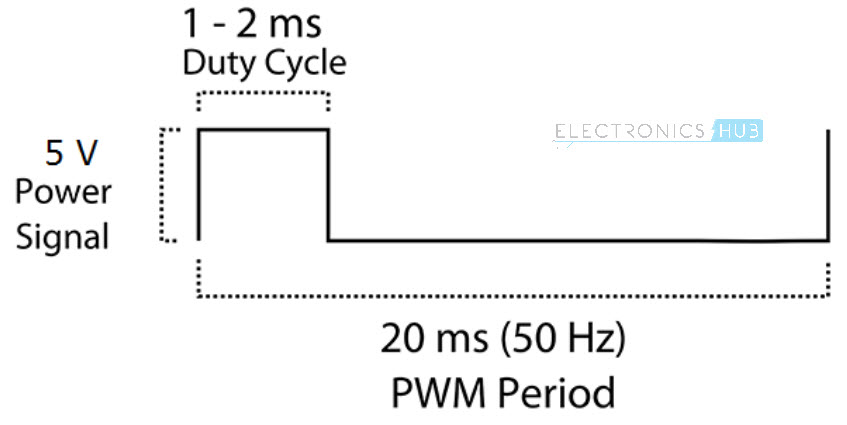 1 - 2 ms
Duty Cycle
ELECTRONICS HUB
5 V
Power
Signal
20 ms (50 Hz)
PWM Period